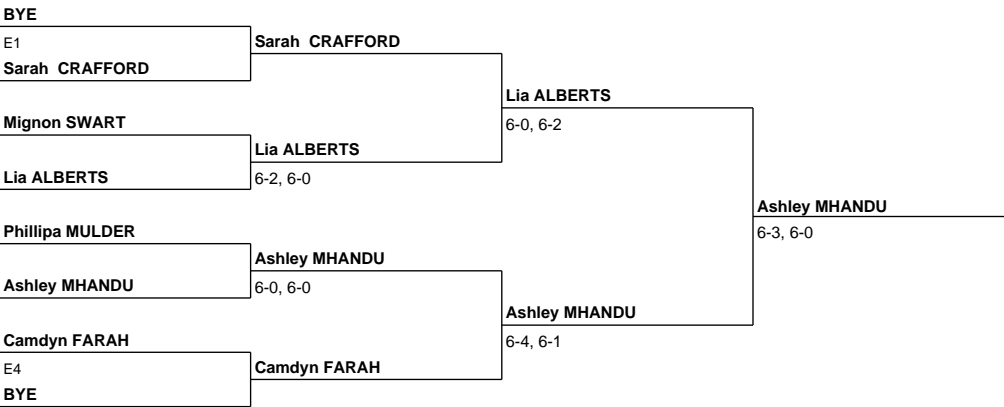 BYE
E1
Sarah CRAFFORD
Sarah CRAFFORD
Mignon SWART
Lia ALBERTS
Lia ALBERTS
6-2, 6-0
Lia ALBERTS
6-0, 6-2
Phillipa MULDER
Ashley MHANDU
Ashley MHANDU
6-0, 6-0
Camdyn FARAH
E4
BYE
Camdyn FARAH
Ashley MHANDU
6-4, 6-1
Ashley MHANDU
6-3, 6-0